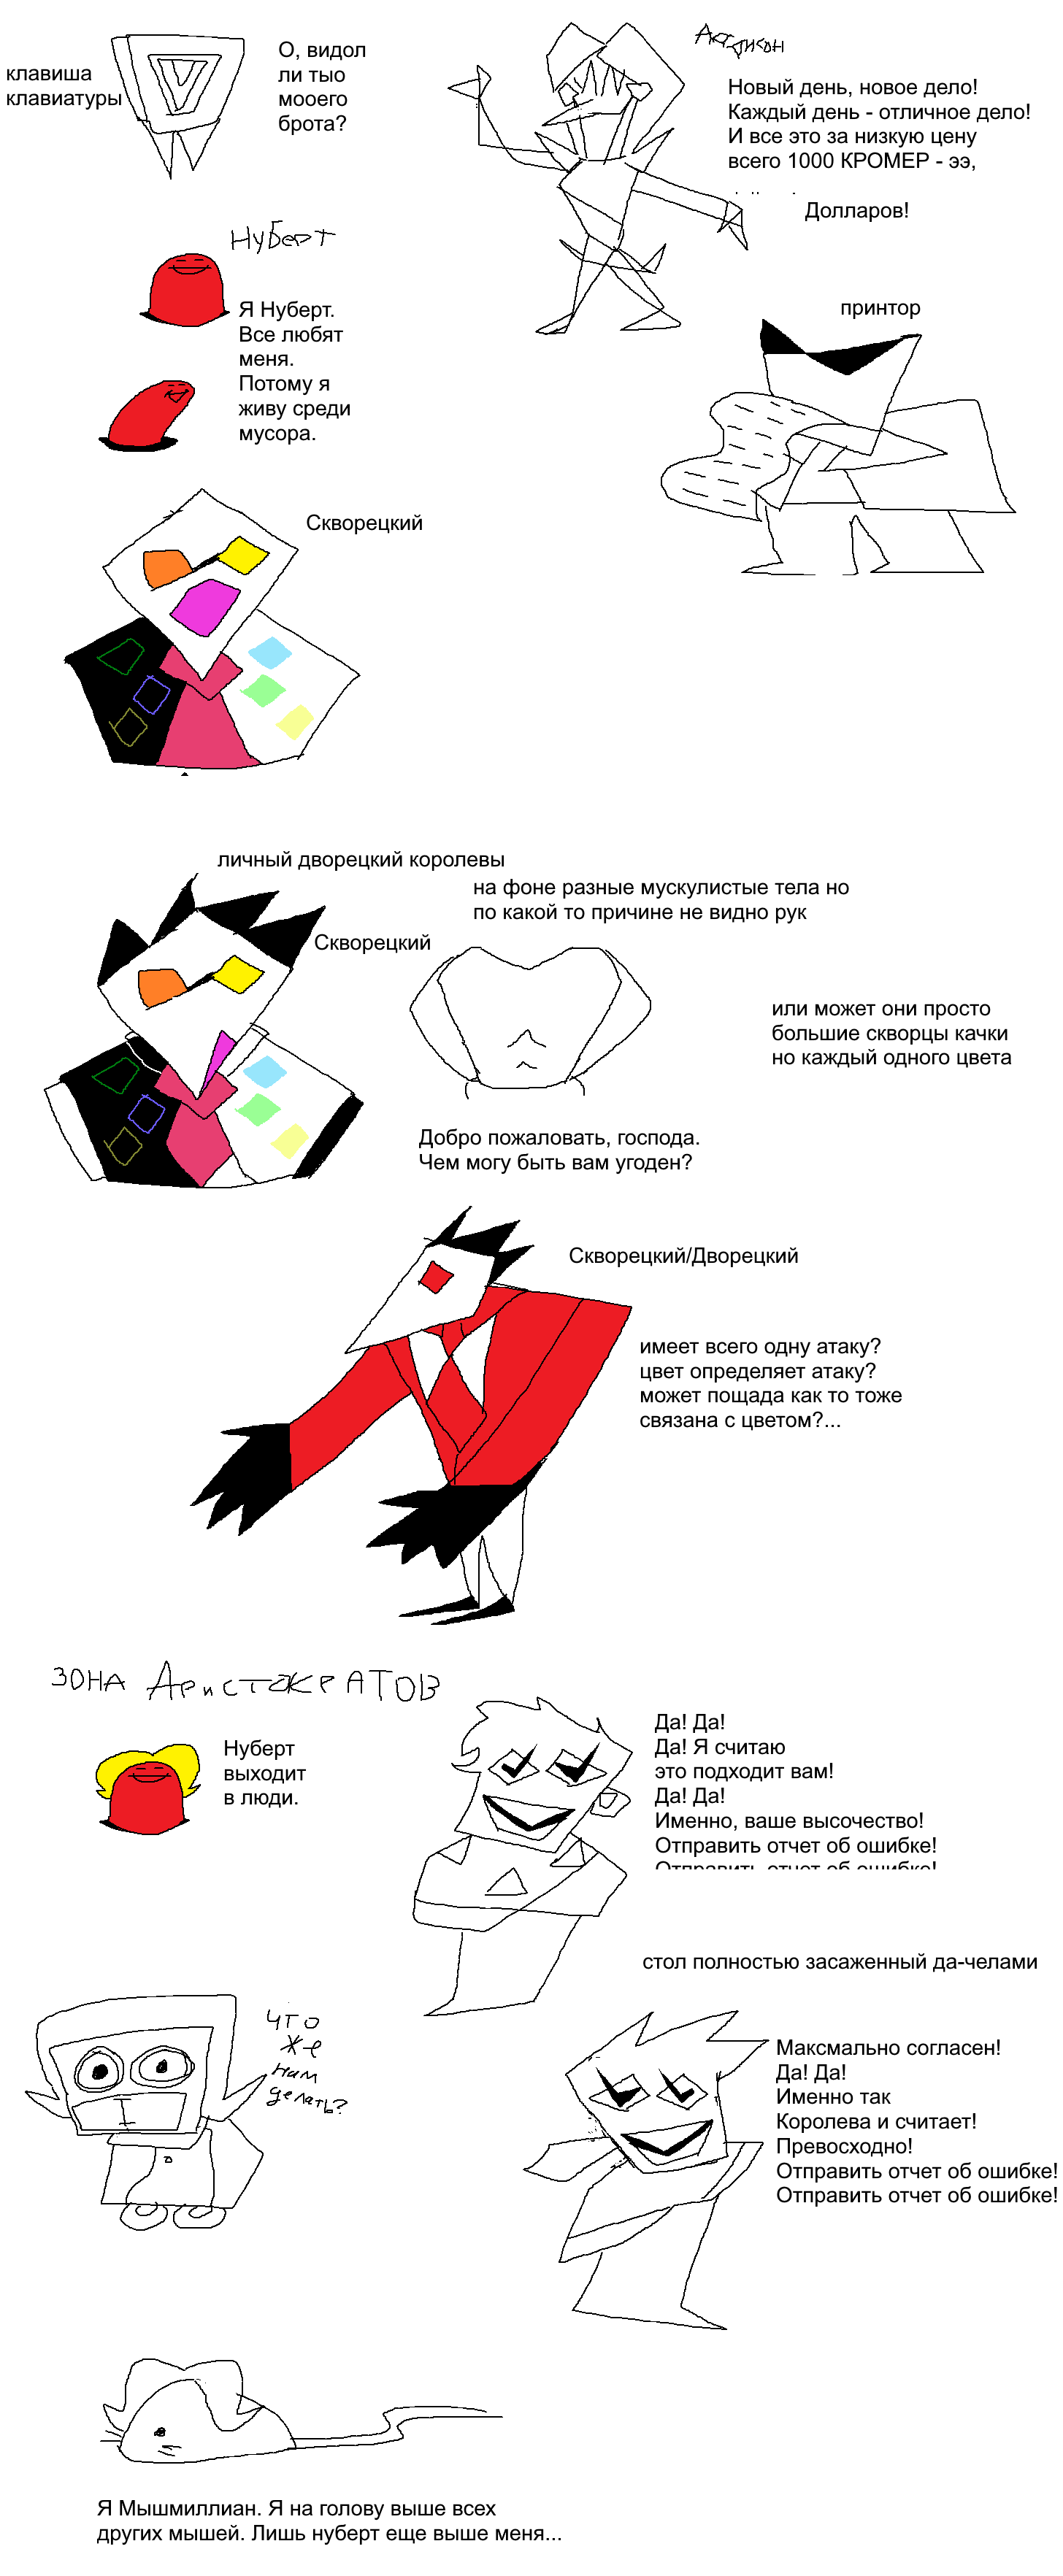 клавиша
клавиатуры
О, видол
ли тыо
мооего
брота?
Аддисон
Новый день, новое дело!
Каждый день - отличное дело!
И все это за низкую цену
всего 1000 КРОМЕР - ээ,
Долларов!
Нуберт
Я Нуберт.
Все любят
меня.
Потому я
живу среди
мусора.
принтор
Скворецкий
личный дворецкий королевы
на фоне разные мускулистые тела но
по какой то причине не видно рук
Скворецкий
или может они просто
большие скворцы качки
но каждый одного цвета
Добро пожаловать, господа.
Чем могу быть вам угоден?
Скворецкий/Дворецкий
имеет всего одну атаку?
цвет определяет атаку?
может пощада как то тоже
связана с цветом?...
ЗОНА АРиСТОКРАТОВ
Нуберт
выходит
в люди.
Да! Да!
Да! Я считаю
это подходит вам!
Да! Да!
Именно, ваше высочество!
Отправить отчет об ошибке!
Отправить отчет об ошибке!
стол полностью засаженный да-челами
что
же
нам
делать?
Максмально согласен!
Да! Да!
Именно так
Королева и считает!
Превосходно!
Отправить отчет об ошибке!
Отправить отчет об ошибке!
Я Мышмиллиан. Я на голову выше всех
других мышей. Лишь нуберт еще выше меня...